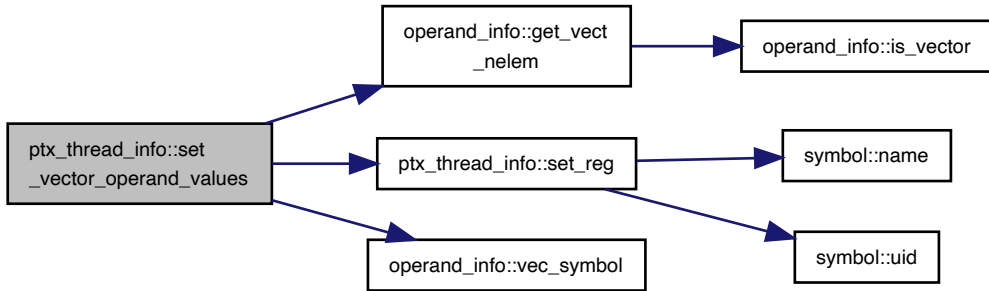 ptx_thread_info::set
_vector_operand_values
operand_info::get_vect
_nelem
operand_info::is_vector
ptx_thread_info::set_reg
symbol::name
operand_info::vec_symbol
symbol::uid